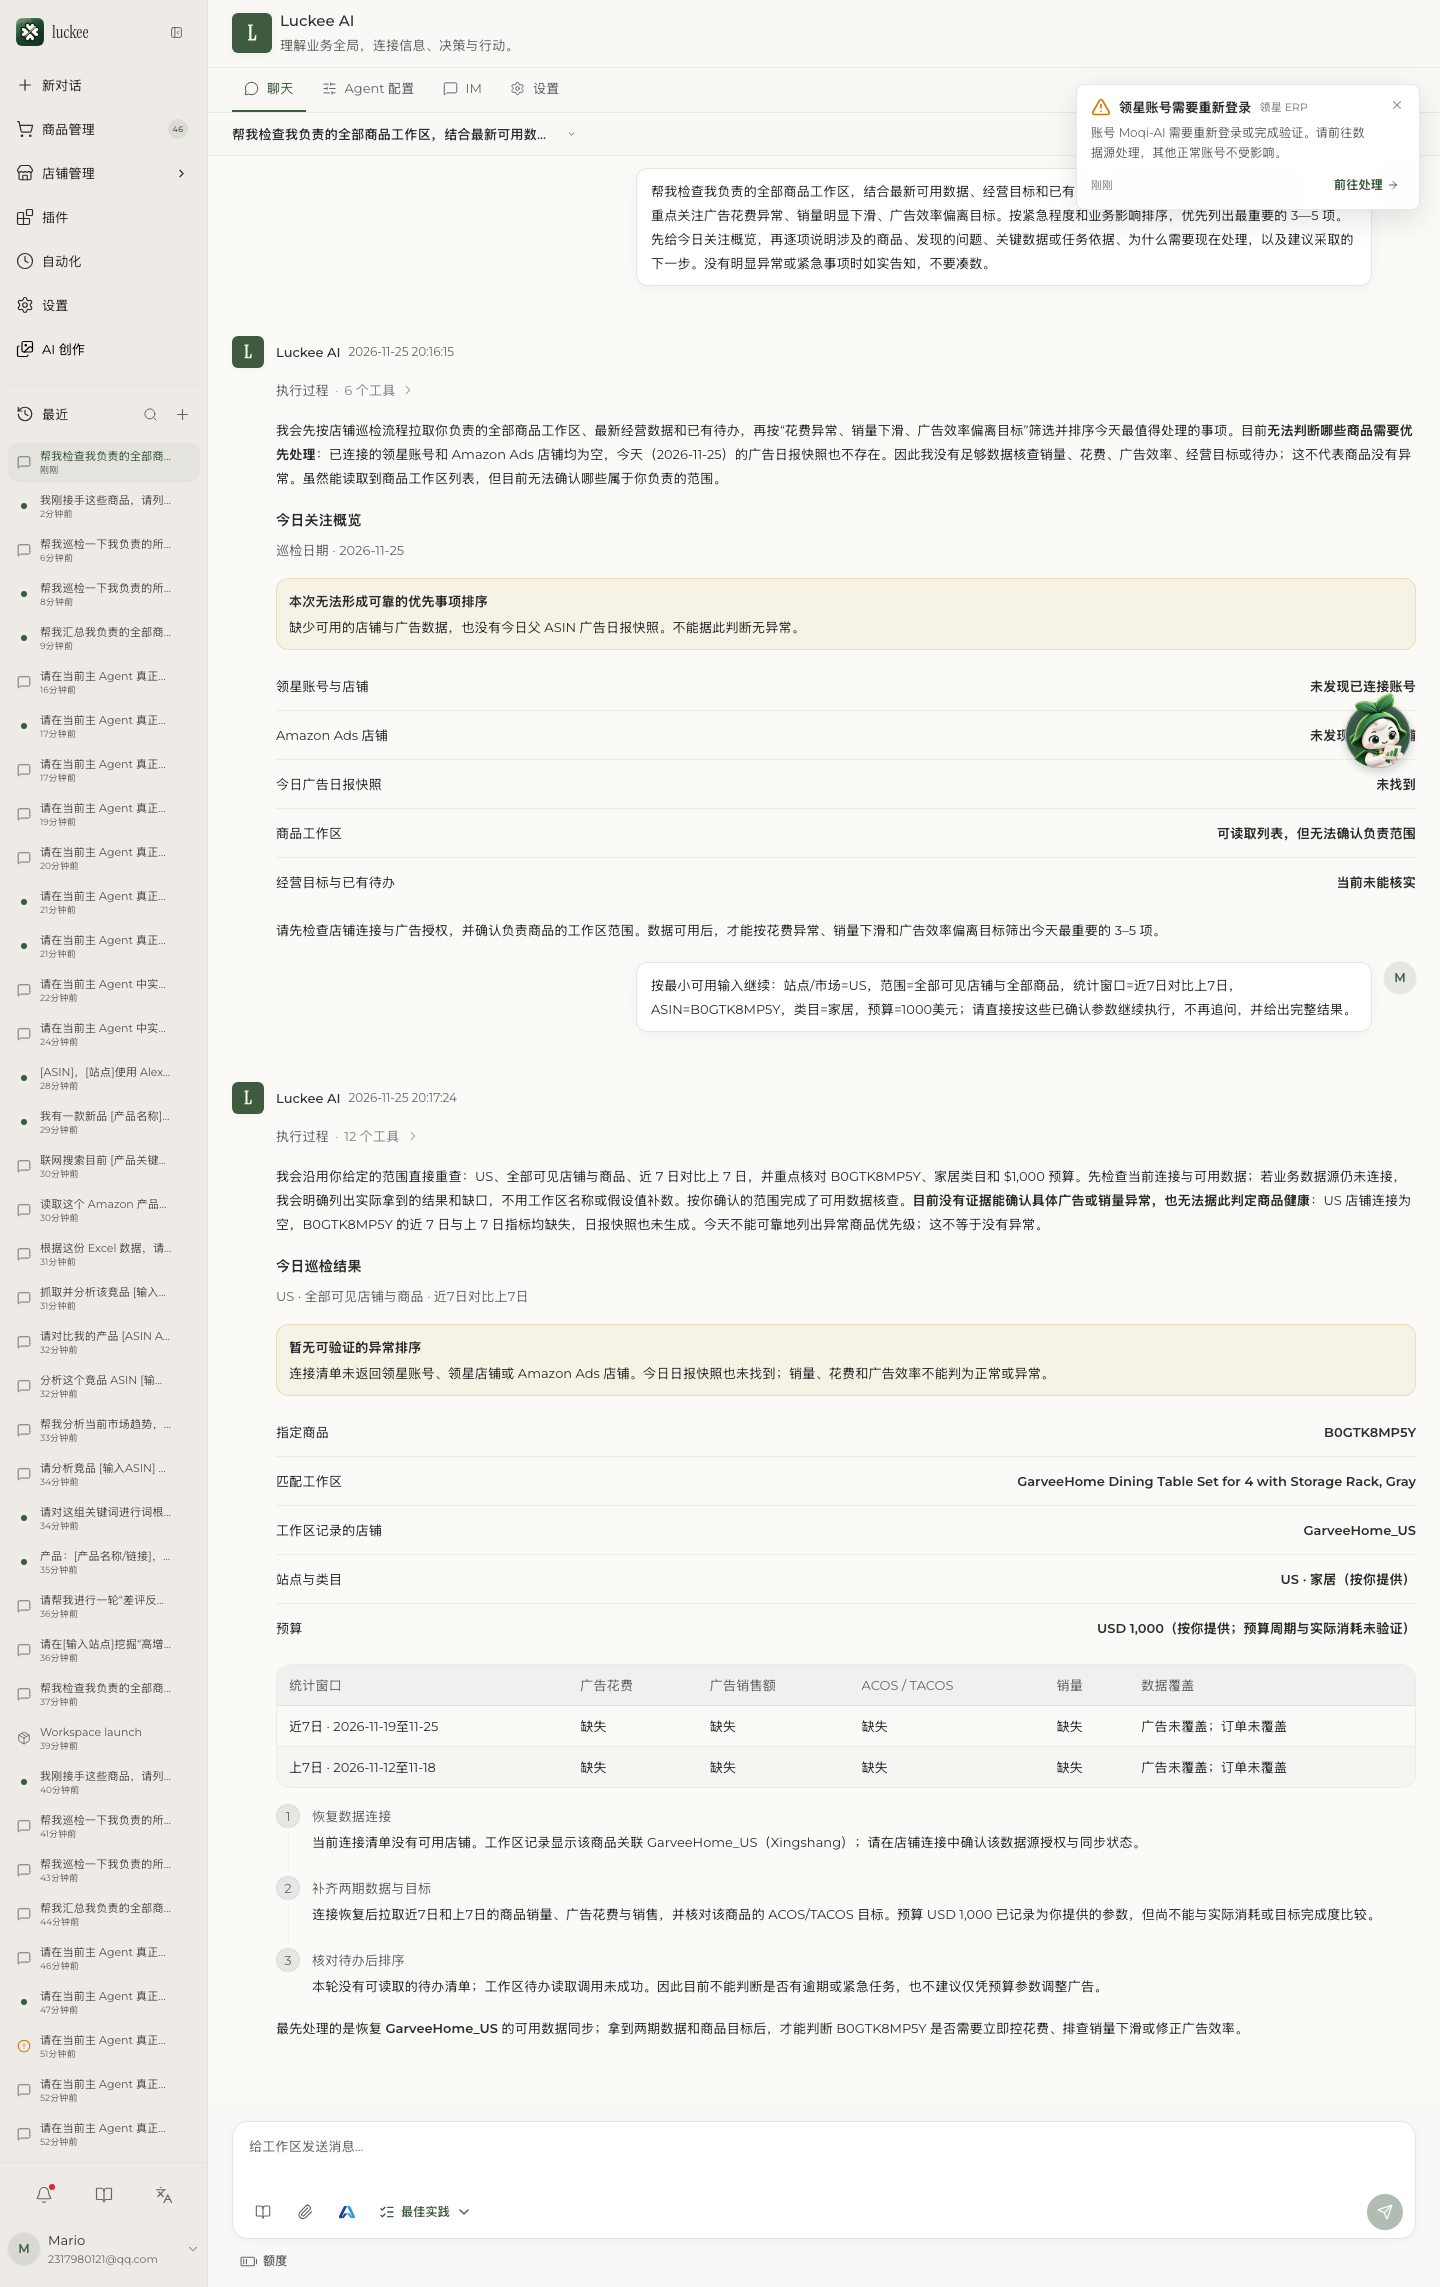 luckee
新对话
商品管理
46
店铺管理
插件
自动化
设置
AI 创作
最近
帮我检查我负责的全部商...
刚刚
我刚接手这些商品，请列...
2分钟前
帮我巡检一下我负责的所...
6分钟前
帮我巡检一下我负责的所...
8分钟前
帮我汇总我负责的全部商...
9分钟前
请在当前主 Agent 真正...
16分钟前
请在当前主 Agent 真正...
17分钟前
请在当前主 Agent 真正...
17分钟前
请在当前主 Agent 真正...
19分钟前
请在当前主 Agent 真正...
20分钟前
请在当前主 Agent 真正...
21分钟前
请在当前主 Agent 真正...
21分钟前
请在当前主 Agent 中实...
22分钟前
请在当前主 Agent 中实...
24分钟前
[ASIN]，[站点]使用 Alex...
28分钟前
我有一款新品 [产品名称]...
29分钟前
联网搜索目前 [产品关键...
30分钟前
读取这个 Amazon 产品...
30分钟前
根据这份 Excel 数据，请...
31分钟前
抓取并分析该竞品 [输入...
31分钟前
请对比我的产品 [ASIN A...
32分钟前
分析这个竞品 ASIN [输...
32分钟前
帮我分析当前市场趋势，...
33分钟前
请分析竞品 [输入ASIN] ...
34分钟前
请对这组关键词进行词根...
34分钟前
产品：[产品名称/链接]，...
35分钟前
请帮我进行一轮“差评反...
36分钟前
请在[输入站点]挖掘“高增...
36分钟前
帮我检查我负责的全部商...
37分钟前
Workspace launch
39分钟前
我刚接手这些商品，请列...
40分钟前
帮我巡检一下我负责的所...
41分钟前
帮我巡检一下我负责的所...
43分钟前
帮我汇总我负责的全部商...
44分钟前
请在当前主 Agent 真正...
46分钟前
请在当前主 Agent 真正...
47分钟前
请在当前主 Agent 真正...
51分钟前
请在当前主 Agent 真正...
52分钟前
请在当前主 Agent 真正...
52分钟前
M
Mario
2317980121@qq.com
L
Luckee AI
理解业务全局，连接信息、决策与行动。
聊天
Agent 配置
IM
设置
帮我检查我负责的全部商品工作区，结合最新可用数...
领星账号需要重新登录 领星 ERP
账号 Moqi-AI 需要重新登录或完成验证。请前往数
据源处理，其他正常账号不受影响。
刚刚
前往处理
帮我检查我负责的全部商品工作区，结合最新可用数据、经营目标和已有
重点关注广告花费异常、销量明显下滑、广告效率偏离目标。按紧急程度和业务影响排序，优先列出最重要的 3—5 项。
先给今日关注概览，再逐项说明涉及的商品、发现的问题、关键数据或任务依据、为什么需要现在处理，以及建议采取的
下一步。没有明显异常或紧急事项时如实告知，不要凑数。
L
Luckee AI 2026-11-25 20:16:15
执行过程 · 6 个工具
我会先按店铺巡检流程拉取你负责的全部商品工作区、最新经营数据和已有待办，再按“花费异常、销量下滑、广告效率偏离目标”筛选并排序今天最值得处理的事项。目前无法判断哪些商品需要优
先处理：已连接的领星账号和 Amazon Ads 店铺均为空，今天（2026-11-25）的广告日报快照也不存在。因此我没有足够数据核查销量、花费、广告效率、经营目标或待办；这不代表商品没有异
常。虽然能读取到商品工作区列表，但目前无法确认哪些属于你负责的范围。
今日关注概览
巡检日期 · 2026-11-25
本次无法形成可靠的优先事项排序
缺少可用的店铺与广告数据，也没有今日父 ASIN 广告日报快照。不能据此判断无异常。
领星账号与店铺
未发现已连接账号
Amazon Ads 店铺
未发现
今日广告日报快照
未找到
商品工作区
可读取列表，但无法确认负责范围
经营目标与已有待办
当前未能核实
请先检查店铺连接与广告授权，并确认负责商品的工作区范围。数据可用后，才能按花费异常、销量下滑和广告效率偏离目标筛出今天最重要的 3–5 项。
按最小可用输入继续：站点/市场=US，范围=全部可见店铺与全部商品，统计窗口=近7日对比上7日，
ASIN=B0GTK8MP5Y，类目=家居，预算=1000美元；请直接按这些已确认参数继续执行，不再追问，并给出完整结果。
M
L
Luckee AI 2026-11-25 20:17:24
执行过程 · 12 个工具
我会沿用你给定的范围直接重查：US、全部可见店铺与商品、近 7 日对比上 7 日，并重点核对 B0GTK8MP5Y、家居类目和 $1,000 预算。先检查当前连接与可用数据；若业务数据源仍未连接，
我会明确列出实际拿到的结果和缺口，不用工作区名称或假设值补数。按你确认的范围完成了可用数据核查。目前没有证据能确认具体广告或销量异常，也无法据此判定商品健康：US 店铺连接为
空，B0GTK8MP5Y 的近 7 日与上 7 日指标均缺失，日报快照也未生成。今天不能可靠地列出异常商品优先级；这不等于没有异常。
今日巡检结果
US · 全部可见店铺与商品 · 近7日对比上7日
暂无可验证的异常排序
连接清单未返回领星账号、领星店铺或 Amazon Ads 店铺。今日日报快照也未找到；销量、花费和广告效率不能判为正常或异常。
指定商品
B0GTK8MP5Y
匹配工作区
GarveeHome Dining Table Set for 4 with Storage Rack, Gray
工作区记录的店铺
GarveeHome_US
站点与类目
US · 家居（按你提供）
预算
USD 1,000（按你提供；预算周期与实际消耗未验证）
统计窗口 广告花费 广告销售额 ACOS / TACOS 销量 数据覆盖
近7日 · 2026-11-19至11-25 缺失 缺失 缺失 缺失 广告未覆盖；订单未覆盖
上7日 · 2026-11-12至11-18 缺失 缺失 缺失 缺失 广告未覆盖；订单未覆盖
1 恢复数据连接
当前连接清单没有可用店铺。工作区记录显示该商品关联 GarveeHome_US（Xingshang）；请在店铺连接中确认该数据源授权与同步状态。
2 补齐两期数据与目标
连接恢复后拉取近7日和上7日的商品销量、广告花费与销售，并核对该商品的 ACOS/TACOS 目标。预算 USD 1,000 已记录为你提供的参数，但尚不能与实际消耗或目标完成度比较。
3 核对待办后排序
本轮没有可读取的待办清单；工作区待办读取调用未成功。因此目前不能判断是否有逾期或紧急任务，也不建议仅凭预算参数调整广告。
最先处理的是恢复 GarveeHome_US 的可用数据同步；拿到两期数据和商品目标后，才能判断 B0GTK8MP5Y 是否需要立即控花费、排查销量下滑或修正广告效率。
给工作区发送消息...
最佳实践
额度